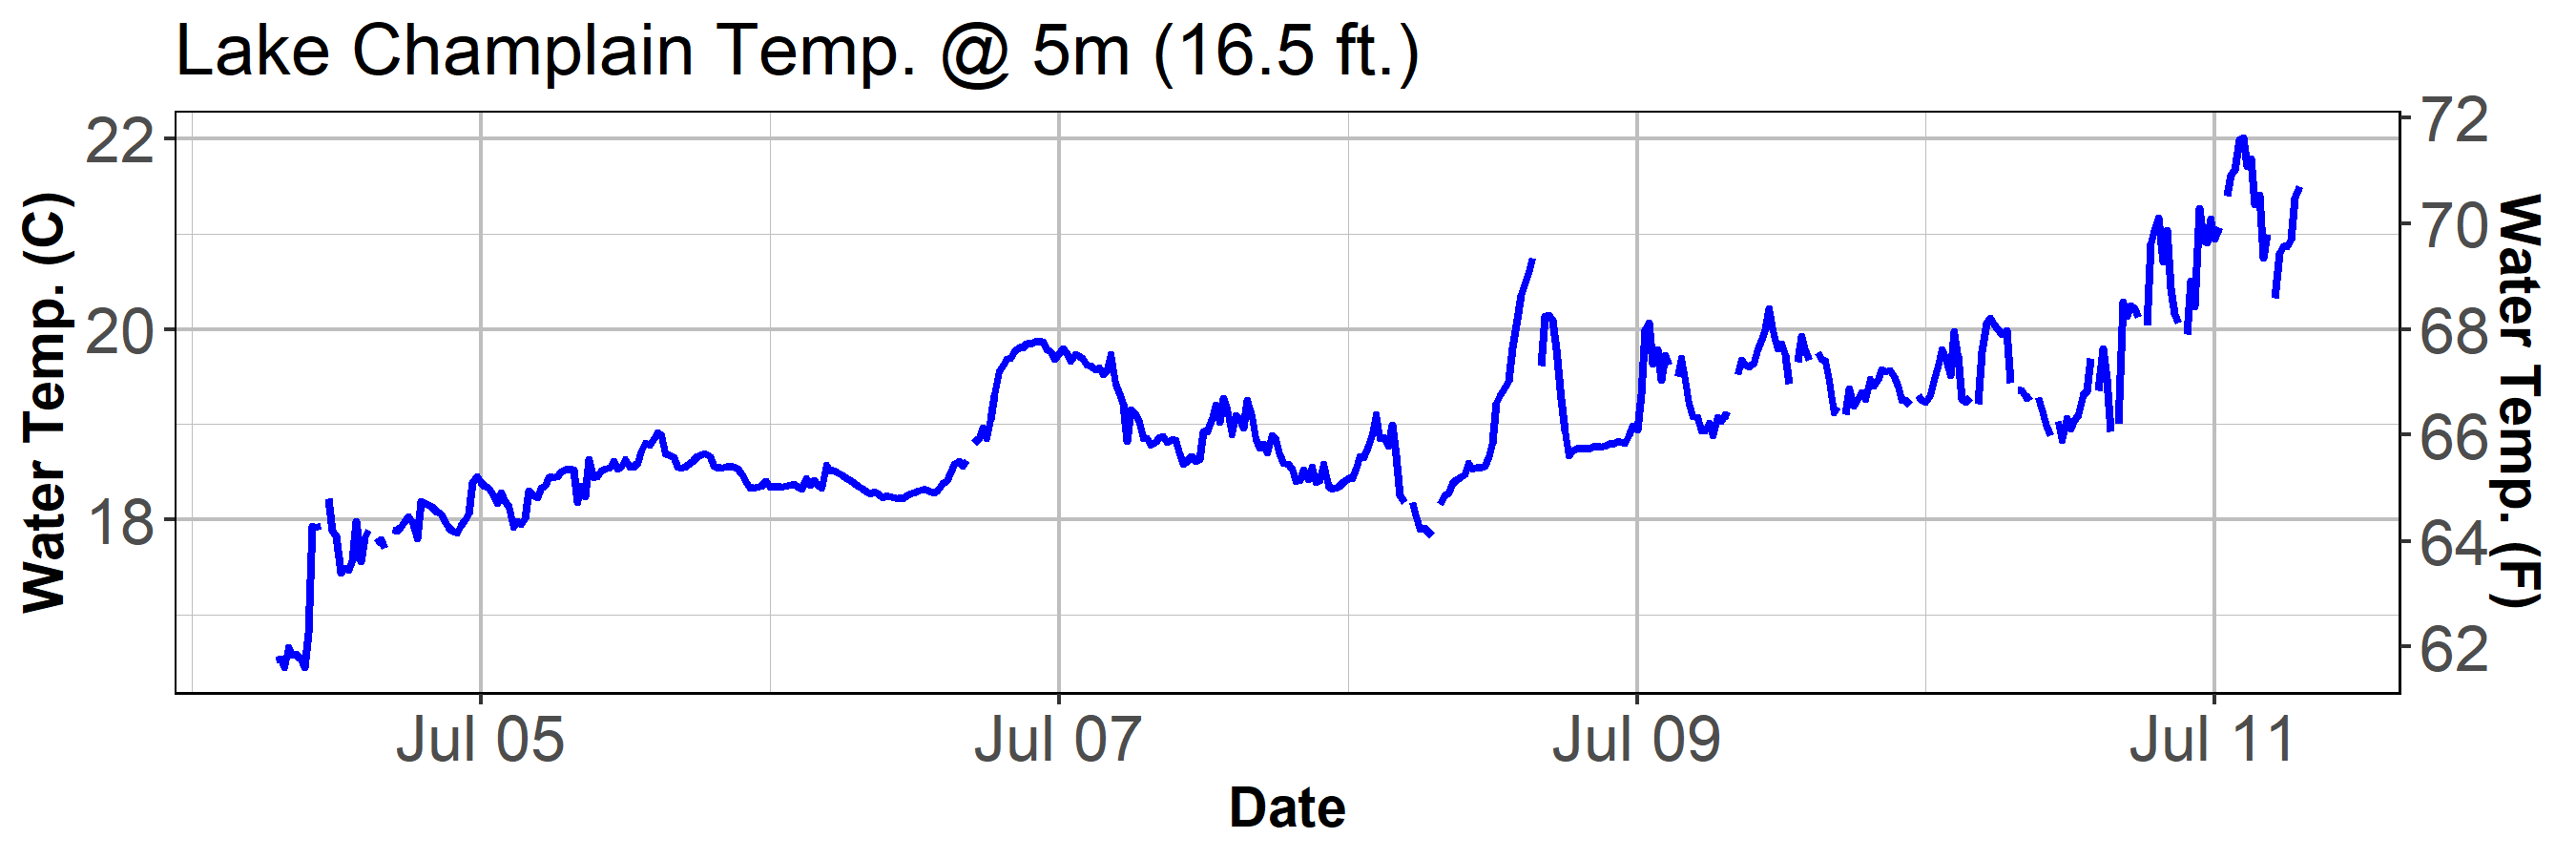 Lake Champlain Temp. @ 5m (16.5 ft.)
Water Temp. (C)
22
20
18
72
70
68
66
64
62
Water Temp. (F)
Jul 05
Jul 07
Jul 09
Jul 11
Date